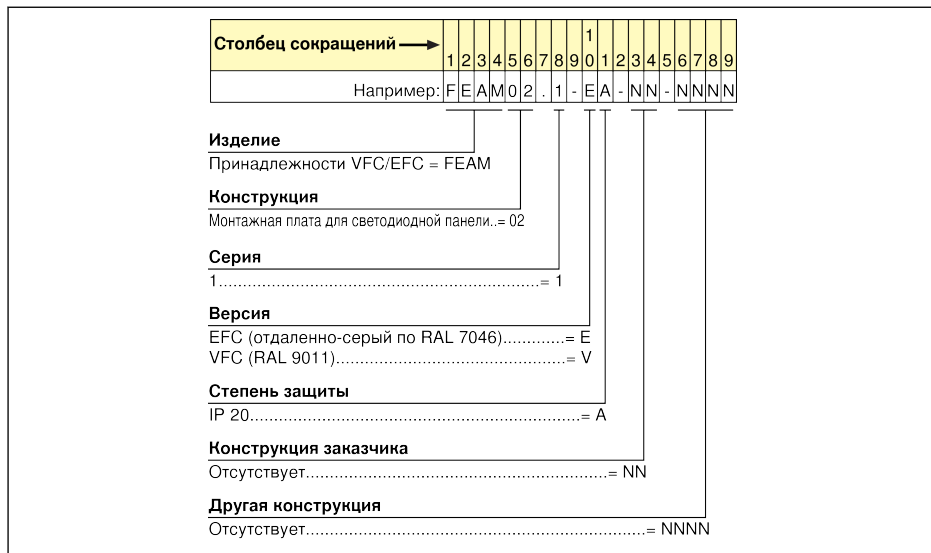 Столбец сокращений
1
1 2 3 4 5 6 7 8 9 0 1 2 3 4 5 6 7 8 9
Например: F E A M 0 2 . 1 - E A - N N - N N N N
Изделие
Принадлежности VFC/EFC = FEAM
Конструкция
Монтажная плата для светодиодной панели..= 02
Серия
1..........................................................= 1
Версия
EFC (отдаленно-серый по RAL 7046).............= E
VFC (RAL 9011)..........................................= V
Степень защиты
IP 20...........................................................= A
Конструкция заказчика
Отсутствует......................................................= NN
Другая конструкция
Отсутствует..............................................................= NNNN